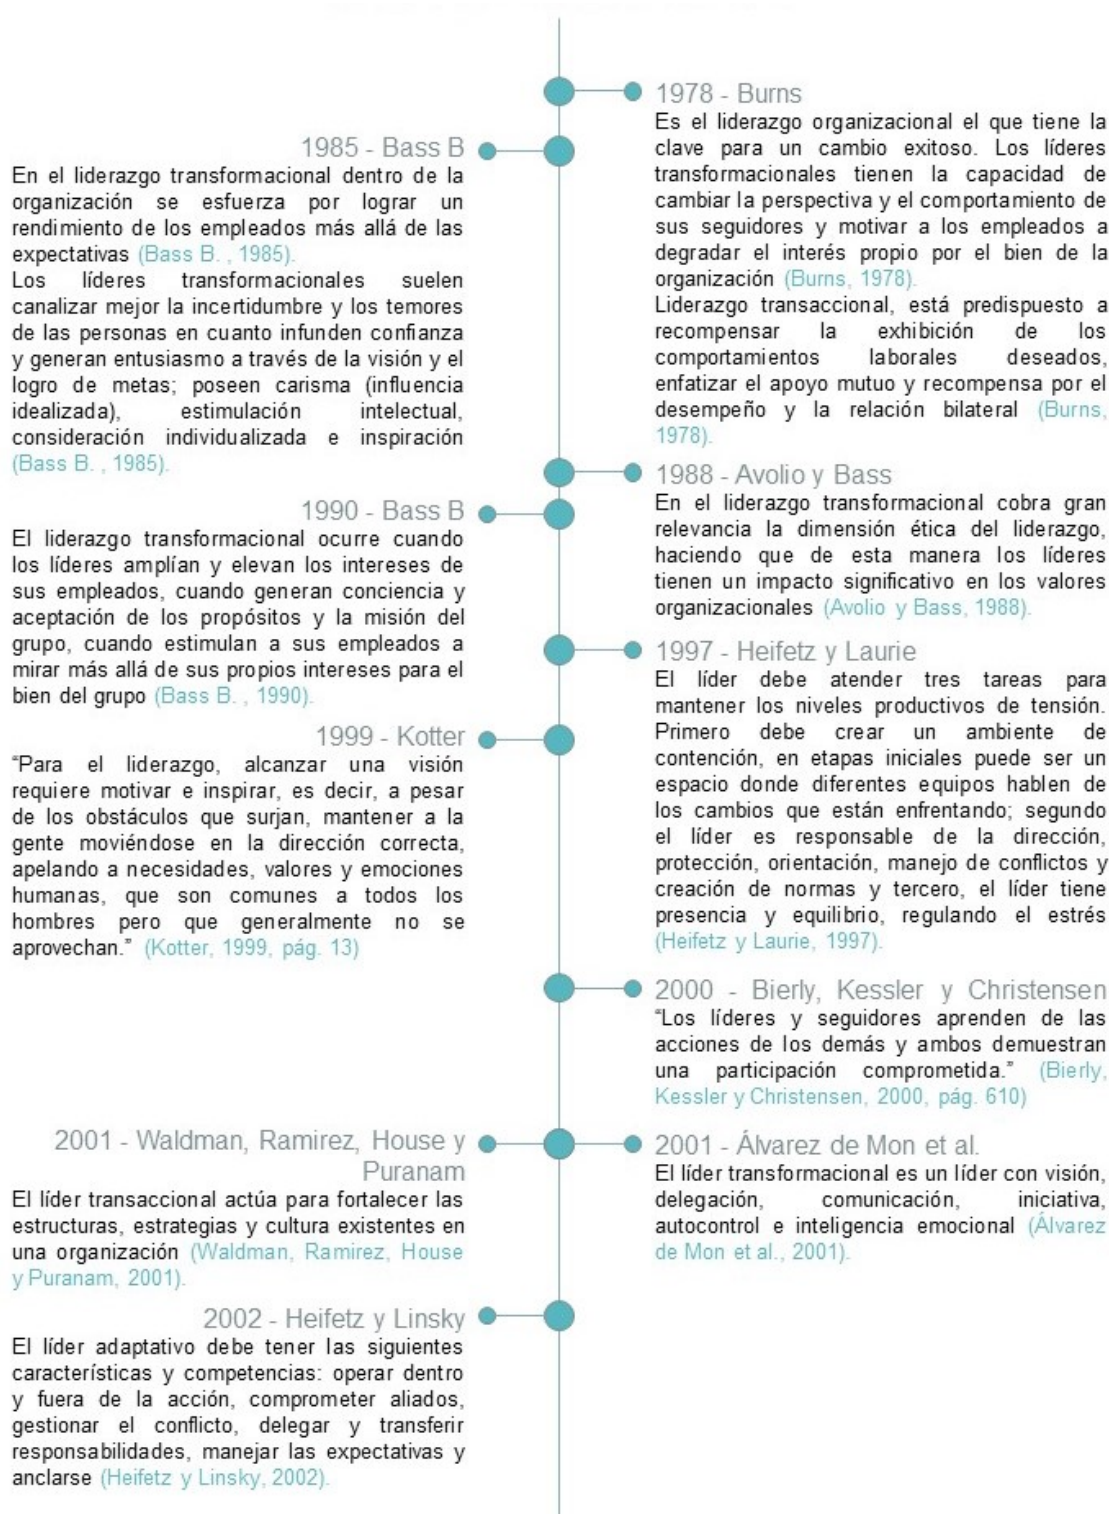 1978 - Burns
Es el liderazgo organizacional el que tiene la
clave para un cambio exitoso. Los líderes
transformacionales tienen la capacidad de
cambiar la perspectiva y el comportamiento de
sus seguidores y motivar a los empleados a
degradar el interés propio por el bien de la
organización (Burns, 1978).
Liderazgo transaccional, está predispuesto a
recompensar la exhibición de los
comportamientos laborales deseados,
enfatizar el apoyo mutuo y recompensa por el
desempeño y la relación bilateral (Burns,
1978).
1985 - Bass B
En el liderazgo transformacional dentro de la
organización se esfuerza por lograr un
rendimiento de los empleados más allá de las
expectativas (Bass B. , 1985).
Los líderes transformacionales suelen
canalizar mejor la incertidumbre y los temores
de las personas en cuanto infunden confianza
y generan entusiasmo a través de la visión y el
logro de metas; poseen carisma (influencia
idealizada), estimulación intelectual,
consideración individualizada e inspiración
(Bass B. , 1985).
1988 - Avolio y Bass
En el liderazgo transformacional cobra gran
relevancia la dimensión ética del liderazgo,
haciendo que de esta manera los líderes
tienen un impacto significativo en los valores
organizacionales (Avolio y Bass, 1988).
1990 - Bass B
El liderazgo transformacional ocurre cuando
los líderes amplían y elevan los intereses de
sus empleados, cuando generan conciencia y
aceptación de los propósitos y la misión del
grupo, cuando estimulan a sus empleados a
mirar más allá de sus propios intereses para el
bien del grupo (Bass B. , 1990).
1997 - Heifetz y Laurie
El líder debe atender tres tareas para
mantener los niveles productivos de tensión.
Primero debe crear un ambiente de
contención, en etapas iniciales puede ser un
espacio donde diferentes equipos hablen de
los cambios que están enfrentando; segundo
el líder es responsable de la dirección,
protección, orientación, manejo de conflictos y
creación de normas y tercero, el líder tiene
presencia y equilibrio, regulando el estrés
(Heifetz y Laurie, 1997).
1999 - Kotter
“Para el liderazgo, alcanzar una visión
requiere motivar e inspirar, es decir, a pesar
de los obstáculos que surjan, mantener a la
gente moviéndose en la dirección correcta,
apelando a necesidades, valores y emociones
humanas, que son comunes a todos los
hombres pero que generalmente no se
aprovechan.” (Kotter, 1999, pág. 13)
2000 - Bierly, Kessler y Christensen
“Los líderes y seguidores aprenden de las
acciones de los demás y ambos demuestran
una participación comprometida.” (Bierly,
Kessler y Christensen, 2000, pág. 610)
2001 - Waldman, Ramirez, House y
Puranam
El líder transaccional actúa para fortalecer las
estructuras, estrategias y cultura existentes en
una organización (Waldman, Ramirez, House
y Puranam, 2001).
2001 - Álvarez de Mon et al.
El líder transformacional es un líder con visión,
delegación, comunicación, iniciativa,
autocontrol e inteligencia emocional (Álvarez
de Mon et al., 2001).
2002 - Heifetz y Linsky
El líder adaptativo debe tener las siguientes
características y competencias: operar dentro
y fuera de la acción, comprometer aliados,
gestionar el conflicto, delegar y transferir
responsabilidades, manejar las expectativas y
anclarse (Heifetz y Linsky, 2002).